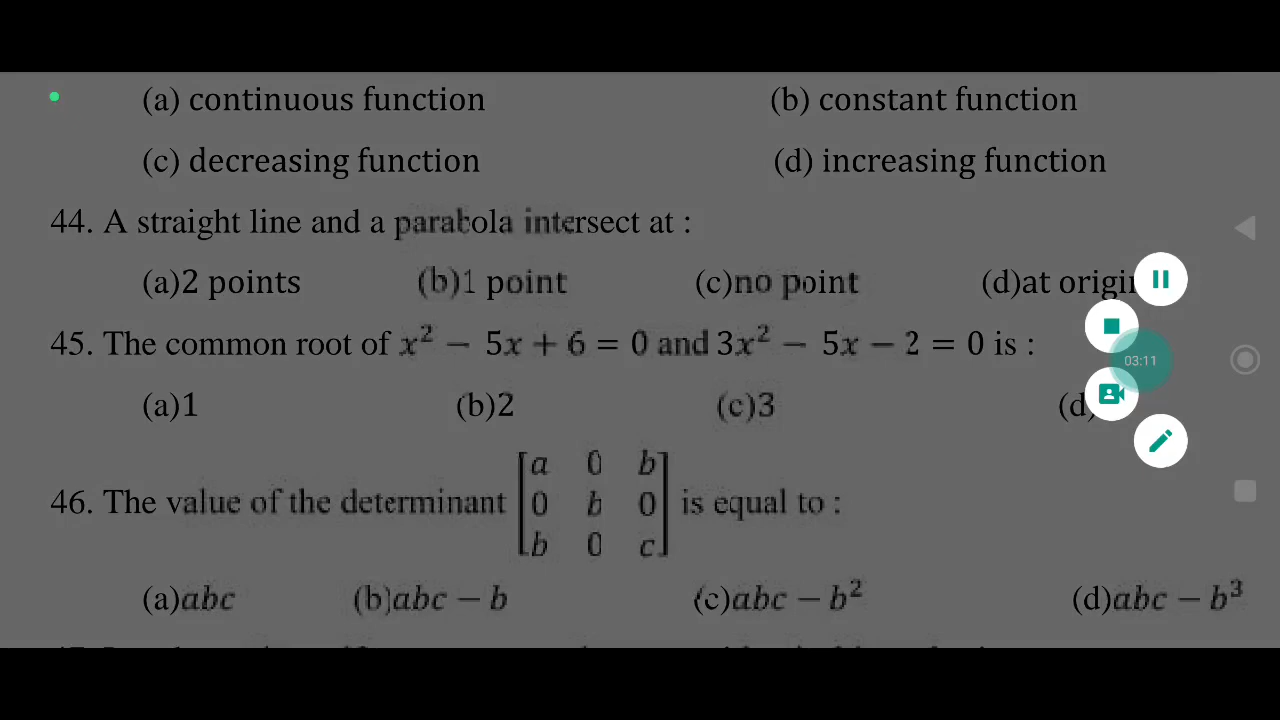 (a) continuous function (b) constant function
(c) decreasing function (d) increasing function
44. A straight line and a parabola intersect at :
(a)2 points (b)1 point (c)no point (d)at
45. The common root of x² − 5x + 6 = 0 and 3x² − 5x − 2 = 0 is :
03:11
(a)1 (b)2 (c)3 (d)
46. The value of the determinant [a 0 b
0 b 0
b 0 c] is equal to :
(a)abc (b)abc − b (c)abc − b² (d)abc − b³